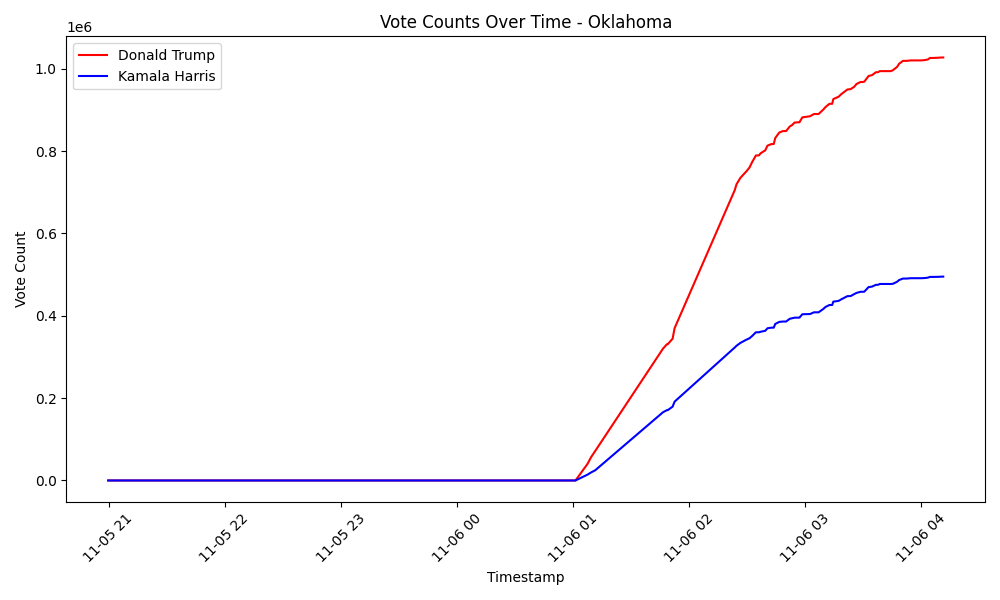 Vote Counts Over Time - Oklahoma
1e6
Donald Trump
Kamala Harris
1.0
0.8
0.6
0.4
0.2
0.0
Vote Count
11-05 21
11-05 22
11-05 23
11-06 00
11-06 01
11-06 02
11-06 03
11-06 04
Timestamp